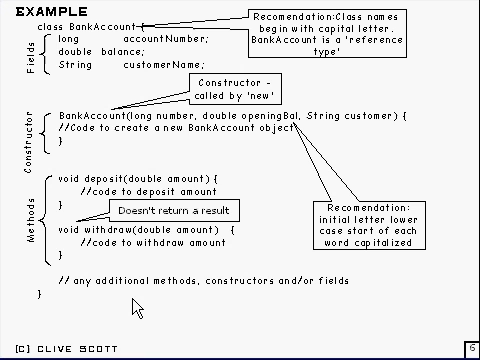 EXAMPLE
class BankAccount {
Recomendation:Class names
begin with capital letter.
BankAccount is a 'reference
type'
Fields
long accountNumber;
double balance;
String customerName;
Constructor -
called by 'new'
Constructor
BankAccount(long number, double openingBal, String customer) {
//Code to create a new BankAccount object
}
Methods
void deposit(double amount) {
//code to deposit amount
}
Doesn't return a result
void withdraw(double amount) {
//code to withdraw amount
}
Recomendation:
initial letter lower
case start of each
word capitalized
// any additional methods, constructors and/or fields
}
(C) CLIVE SCOTT
6